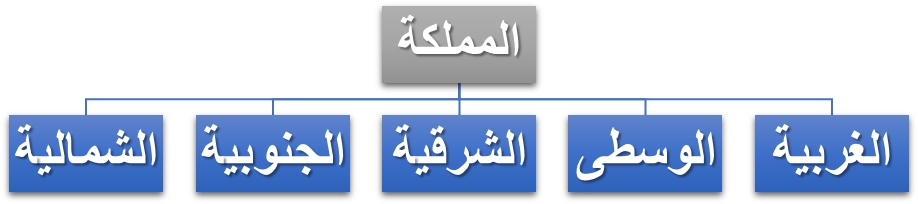 المملكة
الغربية
الوسطى
الشرقية
الجنوبية
الشمالية